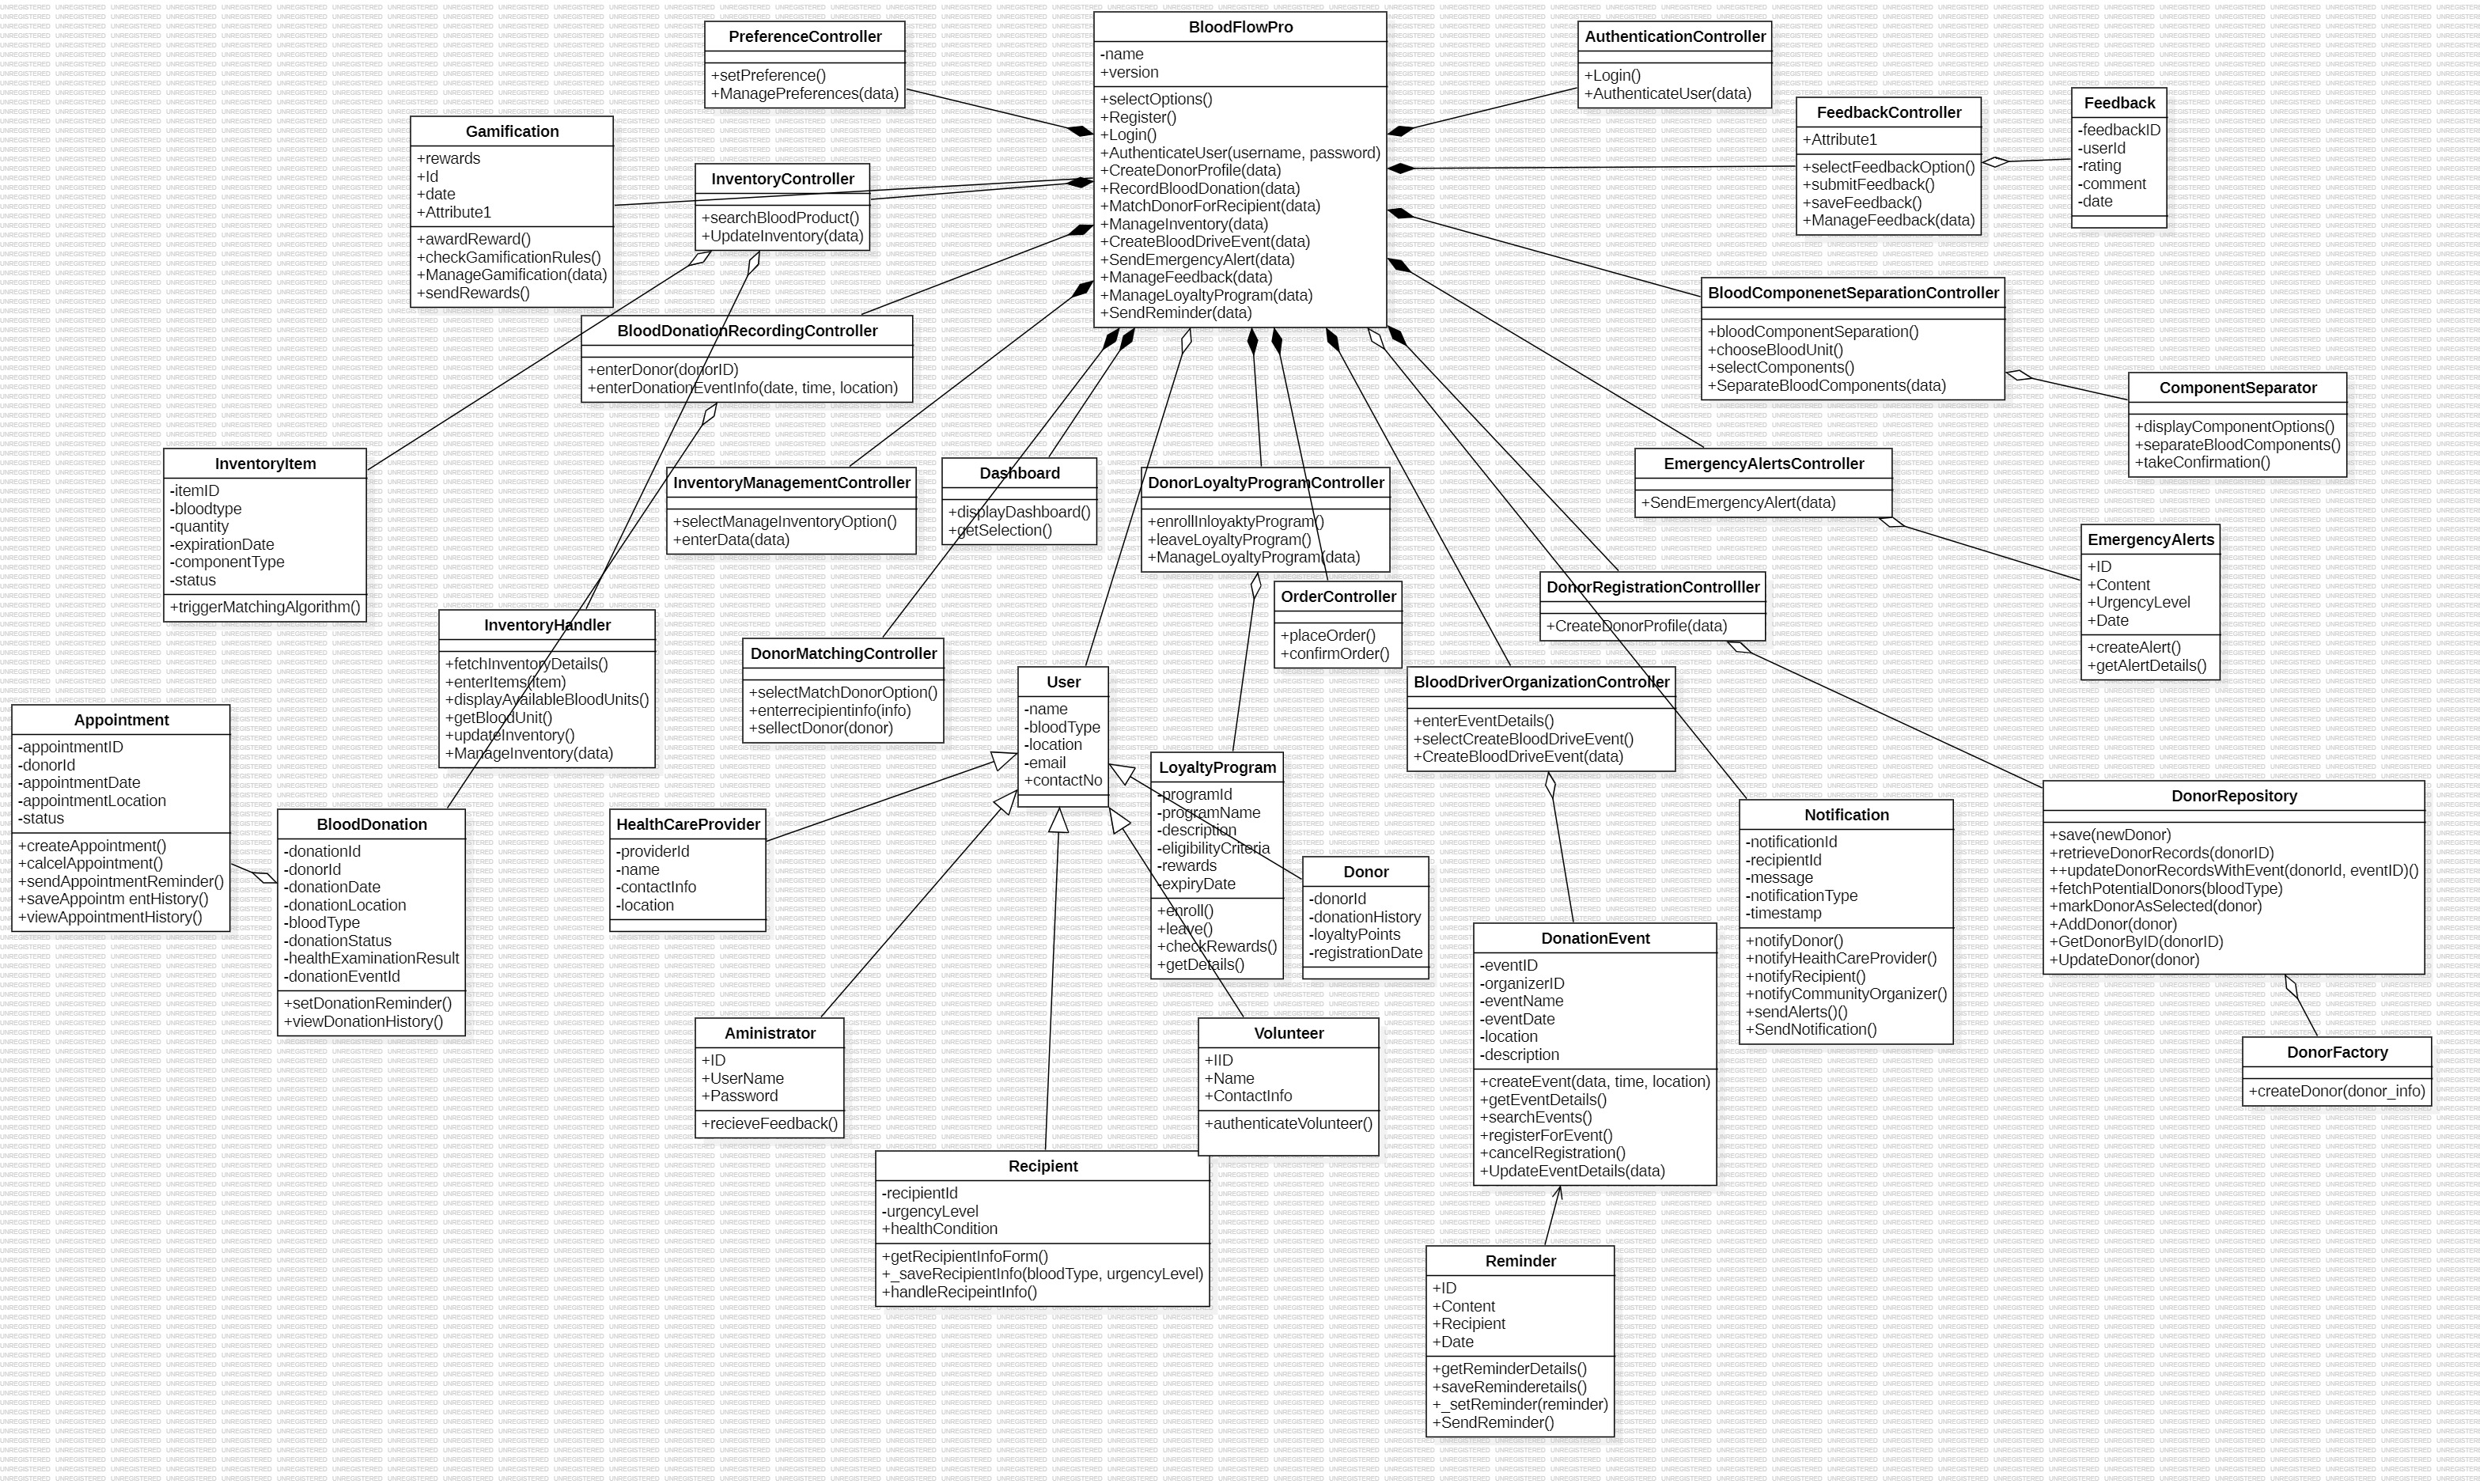 PreferenceController
+setPreference()
+ManagePreferences(data)
BloodFlowPro
-name
+version
+selectOptions()
+Register()
+Login()
+AuthenticateUser(username, password)
+CreateDonorProfile(data)
+RecordBloodDonation(data)
+MatchDonorForRecipient(data)
+ManageInventory(data)
+CreateBloodDriveEvent(data)
+SendEmergencyAlert(data)
+ManageFeedback(data)
+ManageLoyaltyProgram(data)
+SendReminder(data)
AuthenticationController
+Login()
+AuthenticateUser(data)
FeedbackController
+Attribute1
+selectFeedbackOption()
+submitFeedback()
+saveFeedback()
+ManageFeedback(data)
Feedback
-feedbackID
-userId
-rating
-comment
-date
Gamification
+rewards
+Id
+date
+Attribute1
+awardReward()
+checkGamificationRules()
+ManageGamification(data)
+sendRewards()
InventoryController
+searchBloodProduct()
+UpdateInventory(data)
BloodDonationRecordingController
+enterDonor(donorID)
+enterDonationEventInfo(date, time, location)
BloodComponenetSeparationController
+bloodComponentSeparation()
+chooseBloodUnit()
+selectComponents()
+SeparateBloodComponents(data)
ComponentSeparator
+displayComponentOptions()
+separateBloodComponents()
+takeConfirmation()
InventoryItem
-itemID
-bloodtype
-quantity
-expirationDate
-componentType
-status
+triggerMatchingAlgorithm()
InventoryManagementController
+selectManageInventoryOption()
+enterData(data)
Dashboard
+displayDashboard()
+getSelection()
DonorLoyaltyProgramController
+enrollInloyaktyProgram()
+leaveLoyaltyProgram()
+ManageLoyaltyProgram(data)
EmergencyAlertsController
+SendEmergencyAlert(data)
EmergencyAlerts
+ID
+Content
+UrgencyLevel
+Date
+createAlert()
+getAlertDetails()
OrderController
+placeOrder()
+confirmOrder()
DonorRegistrationControlller
+CreateDonorProfile(data)
InventoryHandler
+fetchInventoryDetails()
+enterItems(item)
+displayAvailableBloodUnits()
+getBloodUnit()
+updateInventory()
+ManageInventory(data)
DonorMatchingController
+selectMatchDonorOption()
+enterrecipientinfo(info)
+sellectDonor(donor)
User
-name
-bloodType
-location
-email
+contactNo
BloodDriverOrganizationController
+enterEventDetails()
+selectCreateBloodDriveEvent()
+CreateBloodDriveEvent(data)
Appointment
-appointmentID
-donorId
-appointmentDate
-appointmentLocation
-status
+createAppointment()
+calcelAppointment()
+sendAppointmentReminder()
+saveAppointm entHistory()
+viewAppointmentHistory()
BloodDonation
-donationId
-donorId
-donationDate
-donationLocation
-bloodType
-donationStatus
-healthExaminationResult
-donationEventId
+setDonationReminder()
+viewDonationHistory()
HealthCareProvider
-providerId
-name
-contactInfo
-location
LoyaltyProgram
-programId
-programName
-description
-eligibilityCriteria
-rewards
-expiryDate
+enroll()
+leave()
+checkRewards()
+getDetails()
Donor
-donorId
-donationHistory
-loyaltyPoints
-registrationDate
Notification
-notificationId
-recipientId
-message
-notificationType
-timestamp
+notifyDonor()
+notifyHeaithCareProvider()
+notifyRecipient()
+notifyCommunityOrganizer()
+sendAlerts()()
+SendNotification()
DonorRepository
+save(newDonor)
+retrieveDonorRecords(donorID)
++updateDonorRecordsWithEvent(donorId, eventID)()
+fetchPotentialDonors(bloodType)
+markDonorAsSelected(donor)
+AddDonor(donor)
+GetDonorByID(donorID)
+UpdateDonor(donor)
DonationEvent
-eventID
-organizerID
-eventName
-eventDate
-location
-description
+createEvent(data, time, location)
+getEventDetails()
+searchEvents()
+registerForEvent()
+cancelRegistration()
+UpdateEventDetails(data)
Aministrator
+ID
+UserName
+Password
+recieveFeedback()
Volunteer
+IID
+Name
+ContactInfo
+authenticateVolunteer()
DonorFactory
+createDonor(donor_info)
Recipient
-recipientId
-urgencyLevel
+healthCondition
+getRecipientInfoForm()
+_saveRecipientInfo(bloodType, urgencyLevel)
+handleRecipeintInfo()
Reminder
+ID
+Content
+Recipient
+Date
+getReminderDetails()
+saveReminderetails()
+_setReminder(reminder)
+SendReminder()
UNREGISTERED